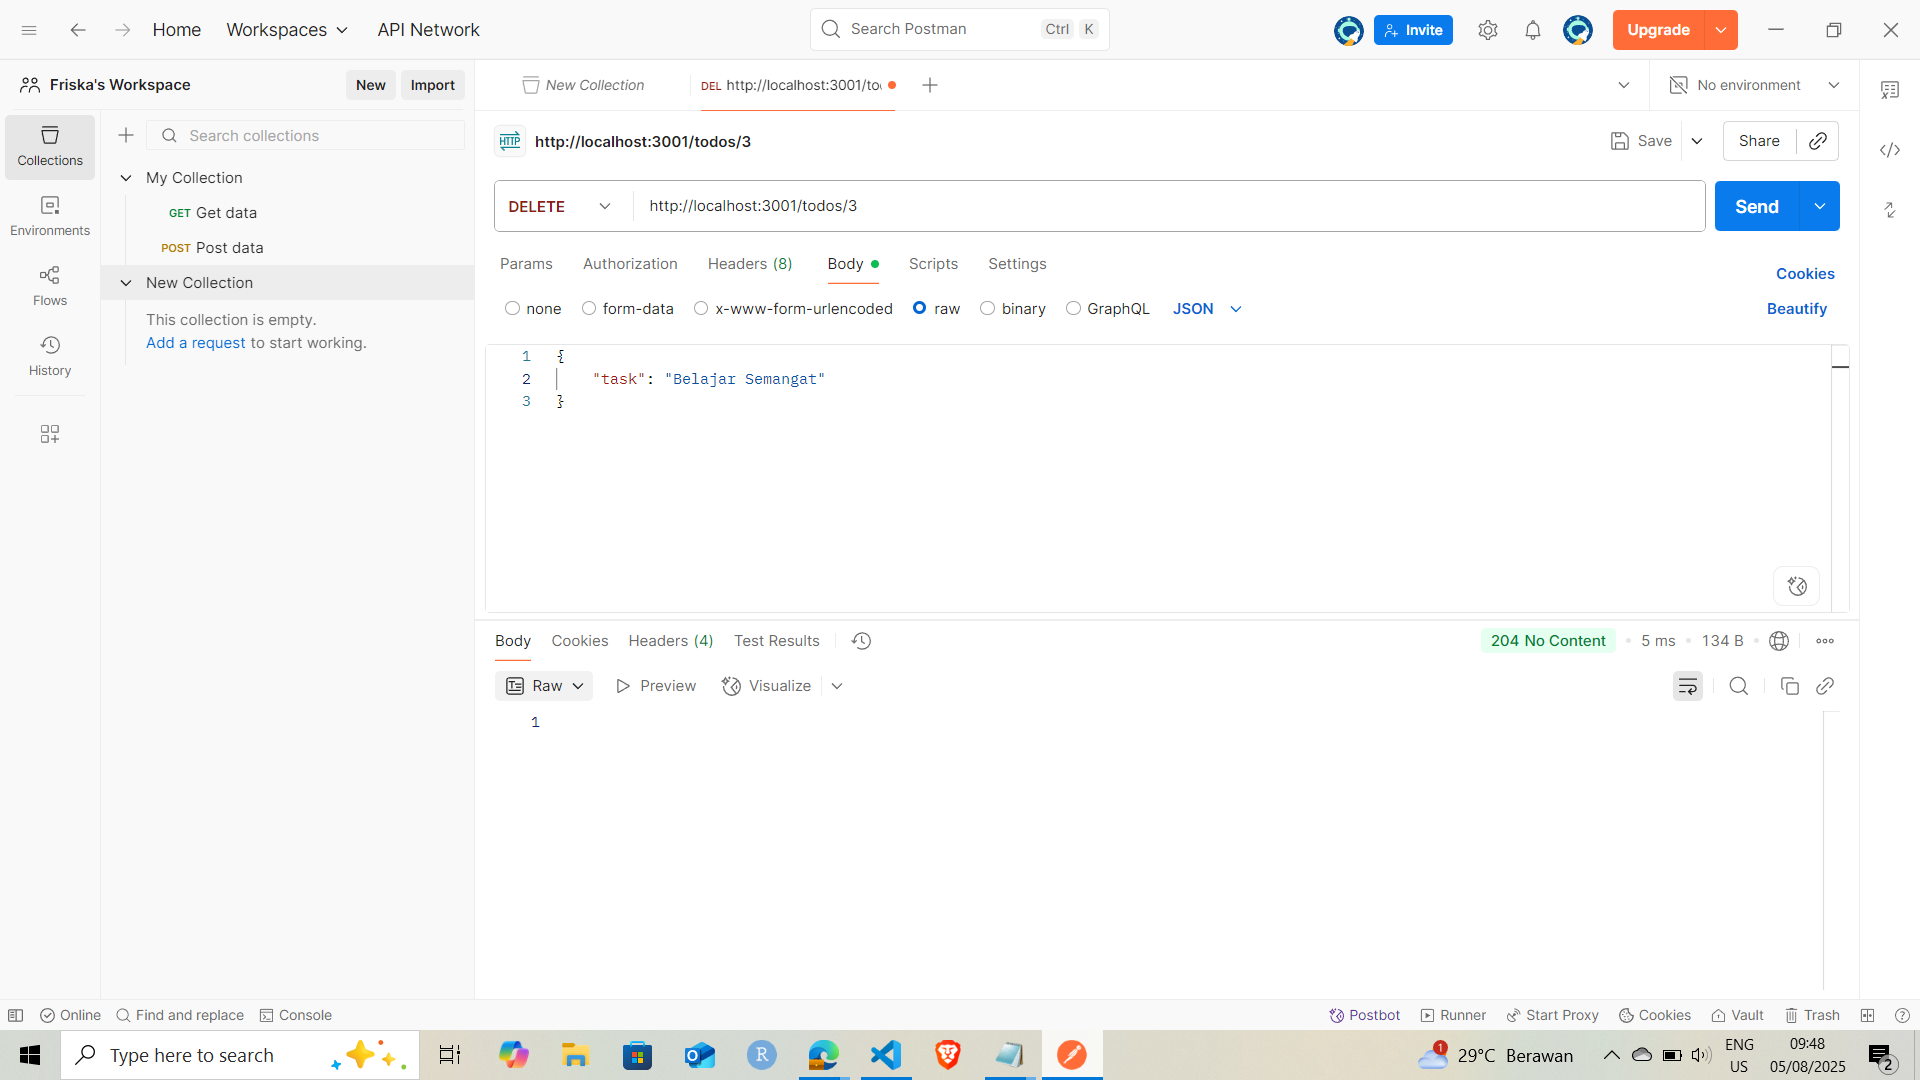 Home
Workspaces
API Network
Search Postman
Ctrl K
Invite
Upgrade
Friska's Workspace
New
Import
New Collection
DEL http://localhost:3001/to
No environment
Collections
Environments
Flows
History
Search collections
My Collection
GET Get data
POST Post data
New Collection
This collection is empty.
Add a request to start working.
HTTP
http://localhost:3001/todos/3
Save
Share
DELETE
http://localhost:3001/todos/3
Send
Params
Authorization
Headers (8)
Body
Scripts
Settings
Cookies
none
form-data
x-www-form-urlencoded
raw
binary
GraphQL
JSON
Beautify
1 {
2 "task": "Belajar Semangat"
3 }
Body
Cookies
Headers (4)
Test Results
204 No Content
5 ms
134 B
Raw
Preview
Visualize
1
Online
Find and replace
Console
Postbot
Runner
Start Proxy
Cookies
Vault
Trash
Type here to search
R
1
29°C Berawan
ENG
US
09:48
05/08/2025
2